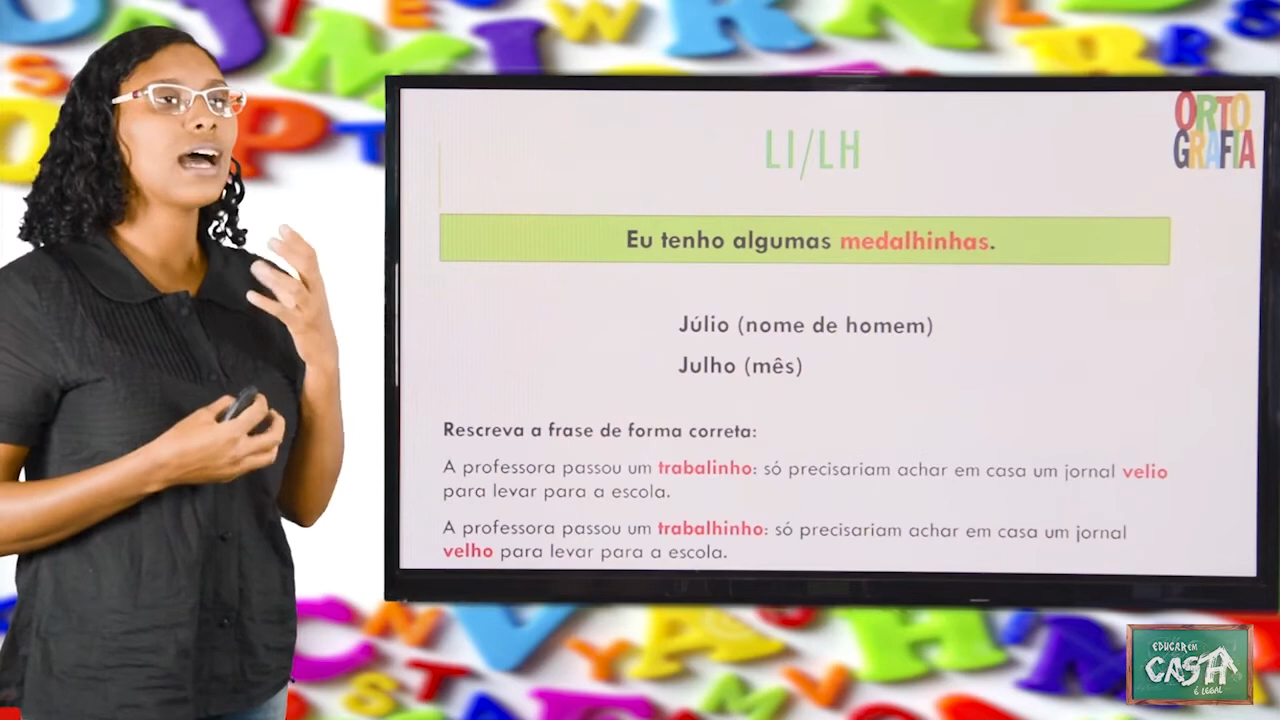 ORTO
GRAFIA
LI/LH
Eu tenho algumas medalhinhas.
Júlio (nome de homem)
Julho (mês)
Rescreva a frase de forma correta:
A professora passou um trabalinho: só precisariam achar em casa um jornal velio
para levar para a escola.
A professora passou um trabalhinho: só precisariam achar em casa um jornal
velho para levar para a escola.
EDUCAR EM
CASA
É LEGAL